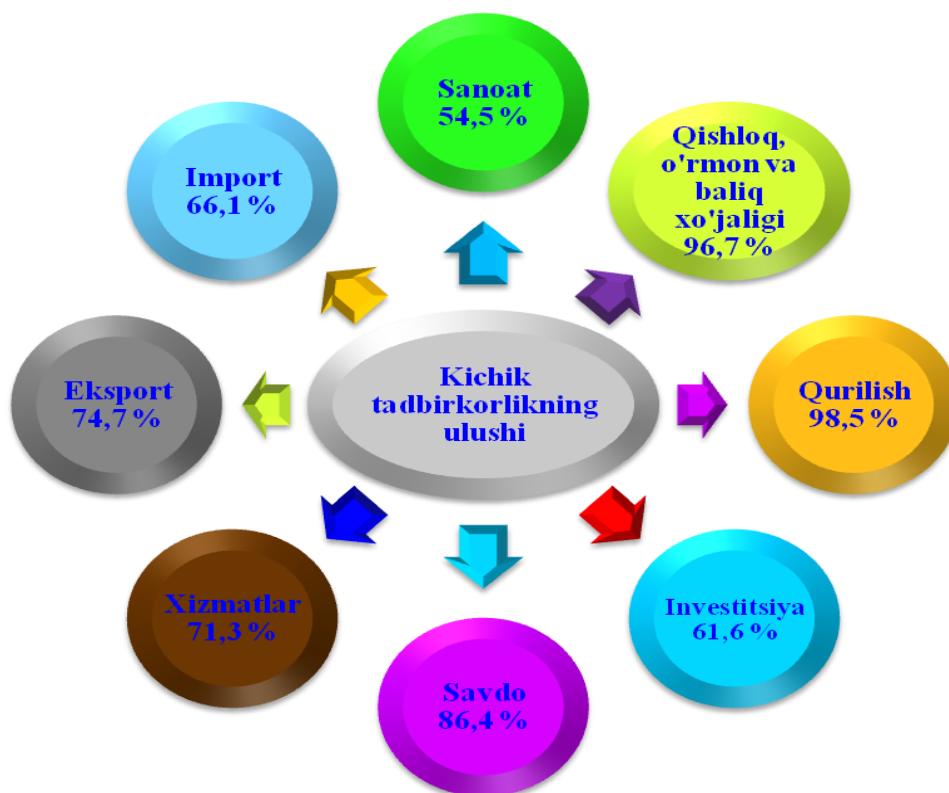 Sanoat
54,5 %
Qishloq,
o'rmon va
baliq
xo'jaligi
96,7 %
Import
66,1 %
Kichik
tadbirkorlikning
ulushi
Eksport
74,7 %
Qurilish
98,5 %
Xizmatlar
71,3 %
Investitsiya
61,6 %
Savdo
86,4 %